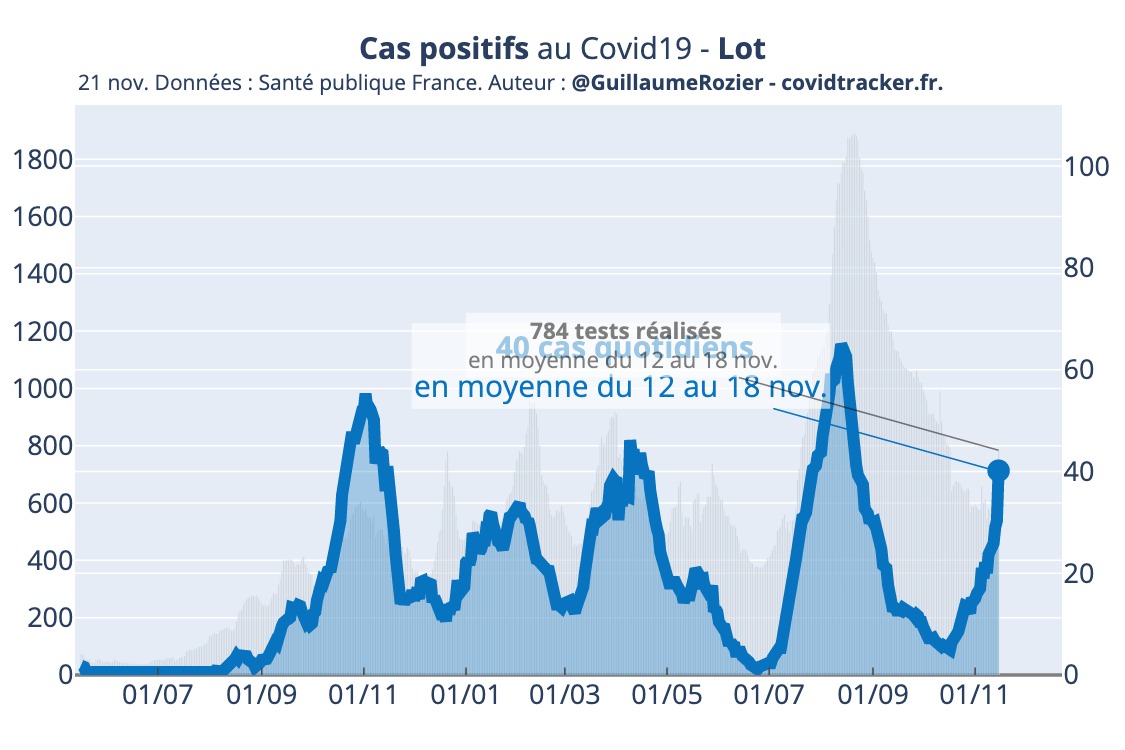 Cas positifs au Covid19 - Lot
21 nov. Données : Santé publique France. Auteur : @GuillaumeRozier - covidtracker.fr.
1800
1600
1400
1200
1000
800
600
400
200
0
100
80
60
40
20
0
784 tests réalisés
en moyenne du 12 au 18 nov.
40 cas quotidiens
en moyenne du 12 au 18 nov.
01/07 01/09 01/11 01/01 01/03 01/05 01/07 01/09 01/11